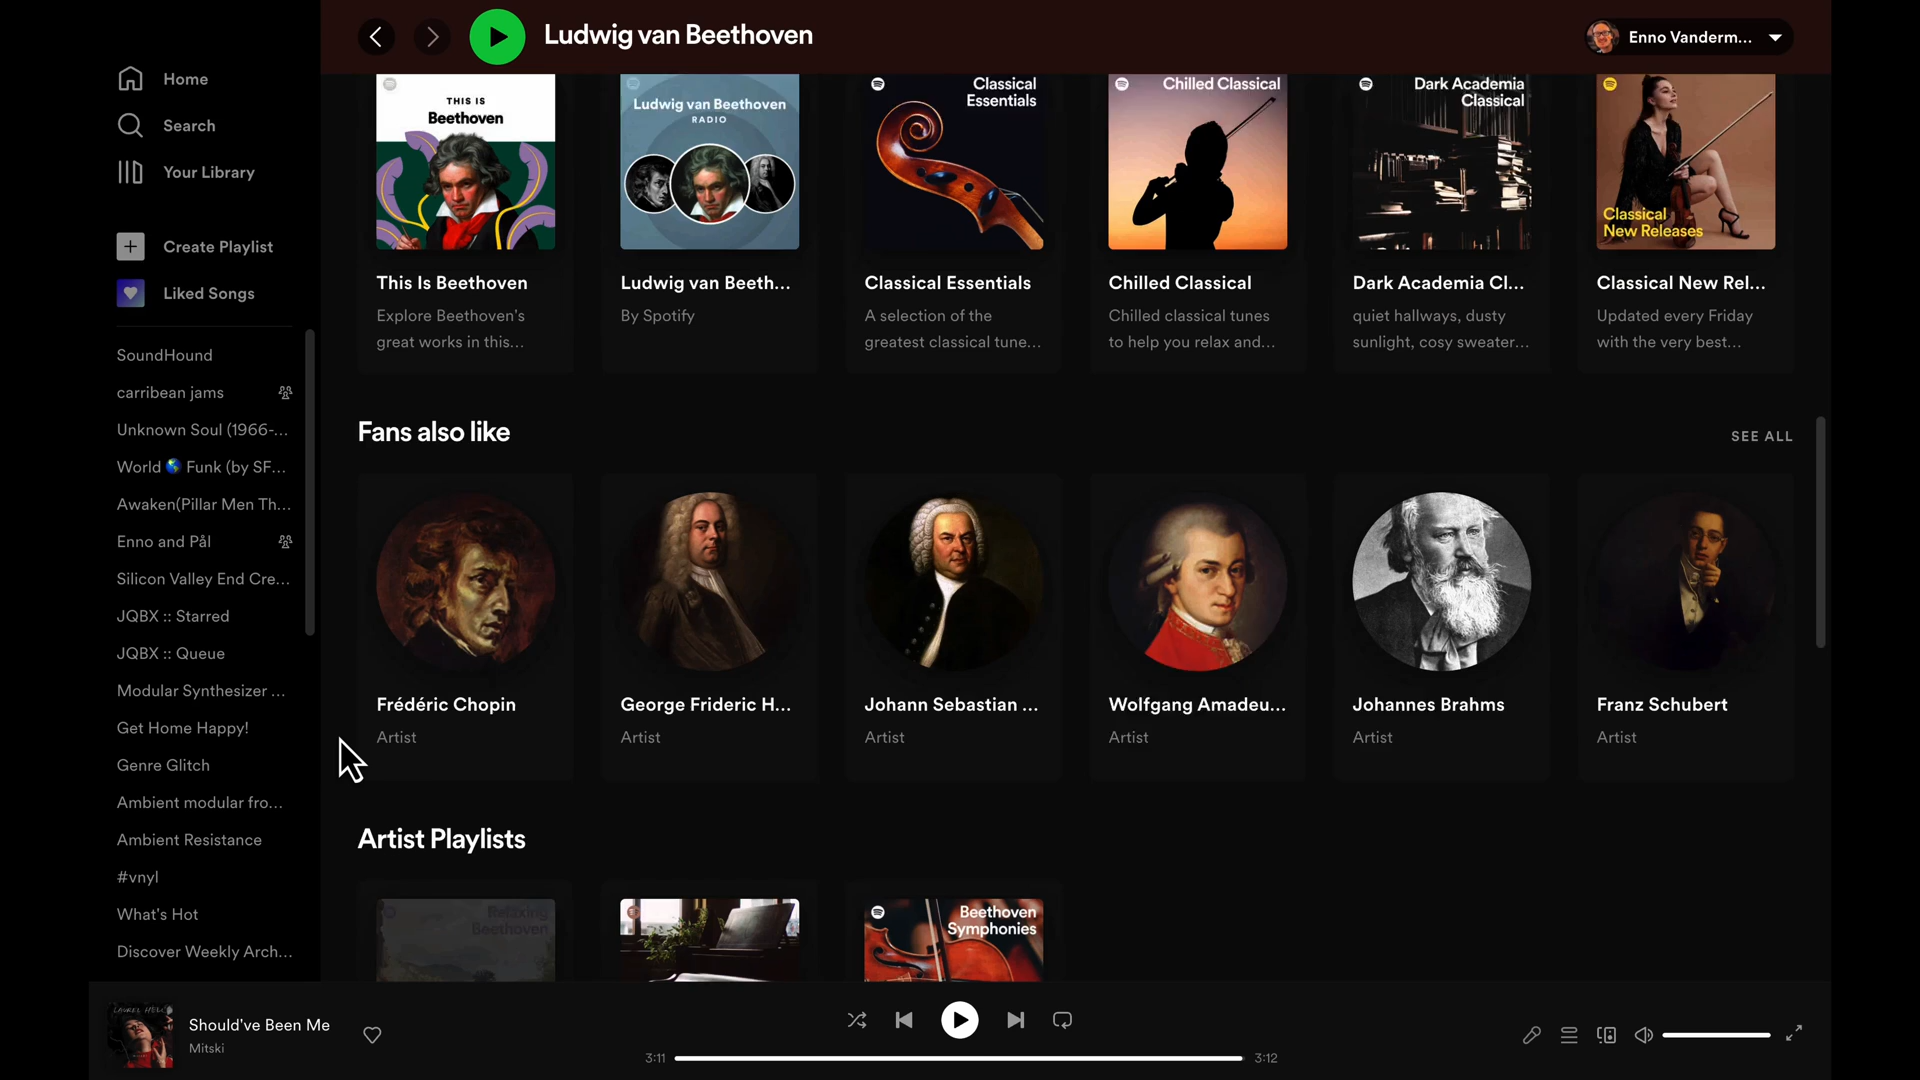 Ludwig van Beethoven
Enno Vanderm...
Home
Search
Your Library
Create Playlist
Liked Songs
SoundHound
carribean jams
Unknown Soul (1966-...
World 🌎 Funk (by SF...
Awaken(Pillar Men Th...
Enno and Pål
Silicon Valley End Cre...
JQBX :: Starred
JQBX :: Queue
Modular Synthesizer ...
Get Home Happy!
Genre Glitch
Ambient modular fro...
Ambient Resistance
#vnyl
What's Hot
Discover Weekly Arch...
THIS IS
Beethoven
Ludwig van Beethoven
RADIO
Classical
Essentials
Chilled Classical
Dark Academia
Classical
Classical
New Releases
This Is Beethoven
Explore Beethoven's
great works in this...
Ludwig van Beeth...
By Spotify
Classical Essentials
A selection of the
greatest classical tune...
Chilled Classical
Chilled classical tunes
to help you relax and...
Dark Academia Cl...
quiet hallways, dusty
sunlight, cosy sweater...
Classical New Rel...
Updated every Friday
with the very best...
Fans also like
SEE ALL
Frédéric Chopin
Artist
George Frideric H...
Artist
Johann Sebastian ...
Artist
Wolfgang Amadeu...
Artist
Johannes Brahms
Artist
Franz Schubert
Artist
Artist Playlists
Relaxing
Beethoven
Beethoven
Symphonies
Should've Been Me
Mitski
3:11
3:12